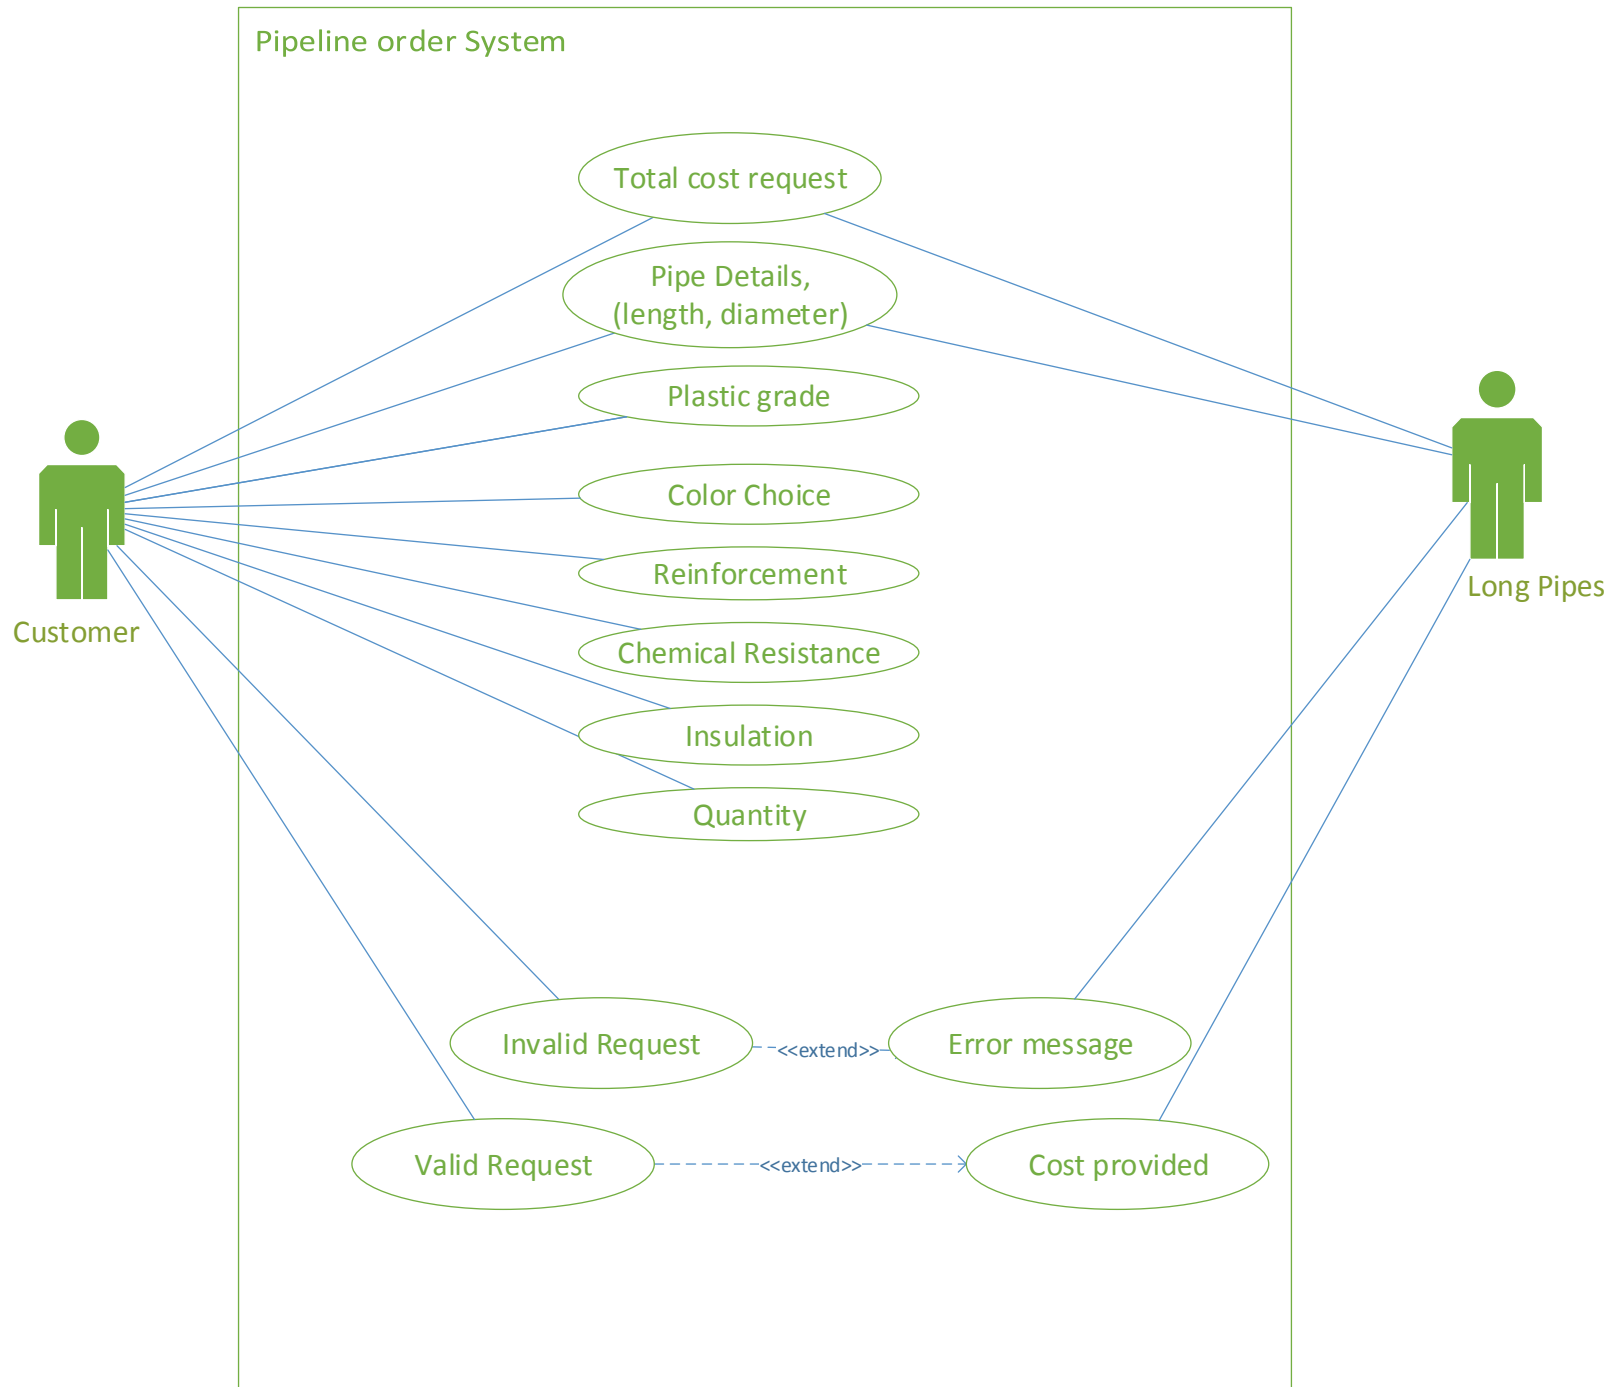 Pipeline order System
Total cost request
Pipe Details,
(length, diameter)
Plastic grade
Color Choice
Reinforcement
Chemical Resistance
Insulation
Quantity
Customer
Long Pipes
Invalid Request
<<extend>>
Error message
Valid Request
<<extend>>
Cost provided